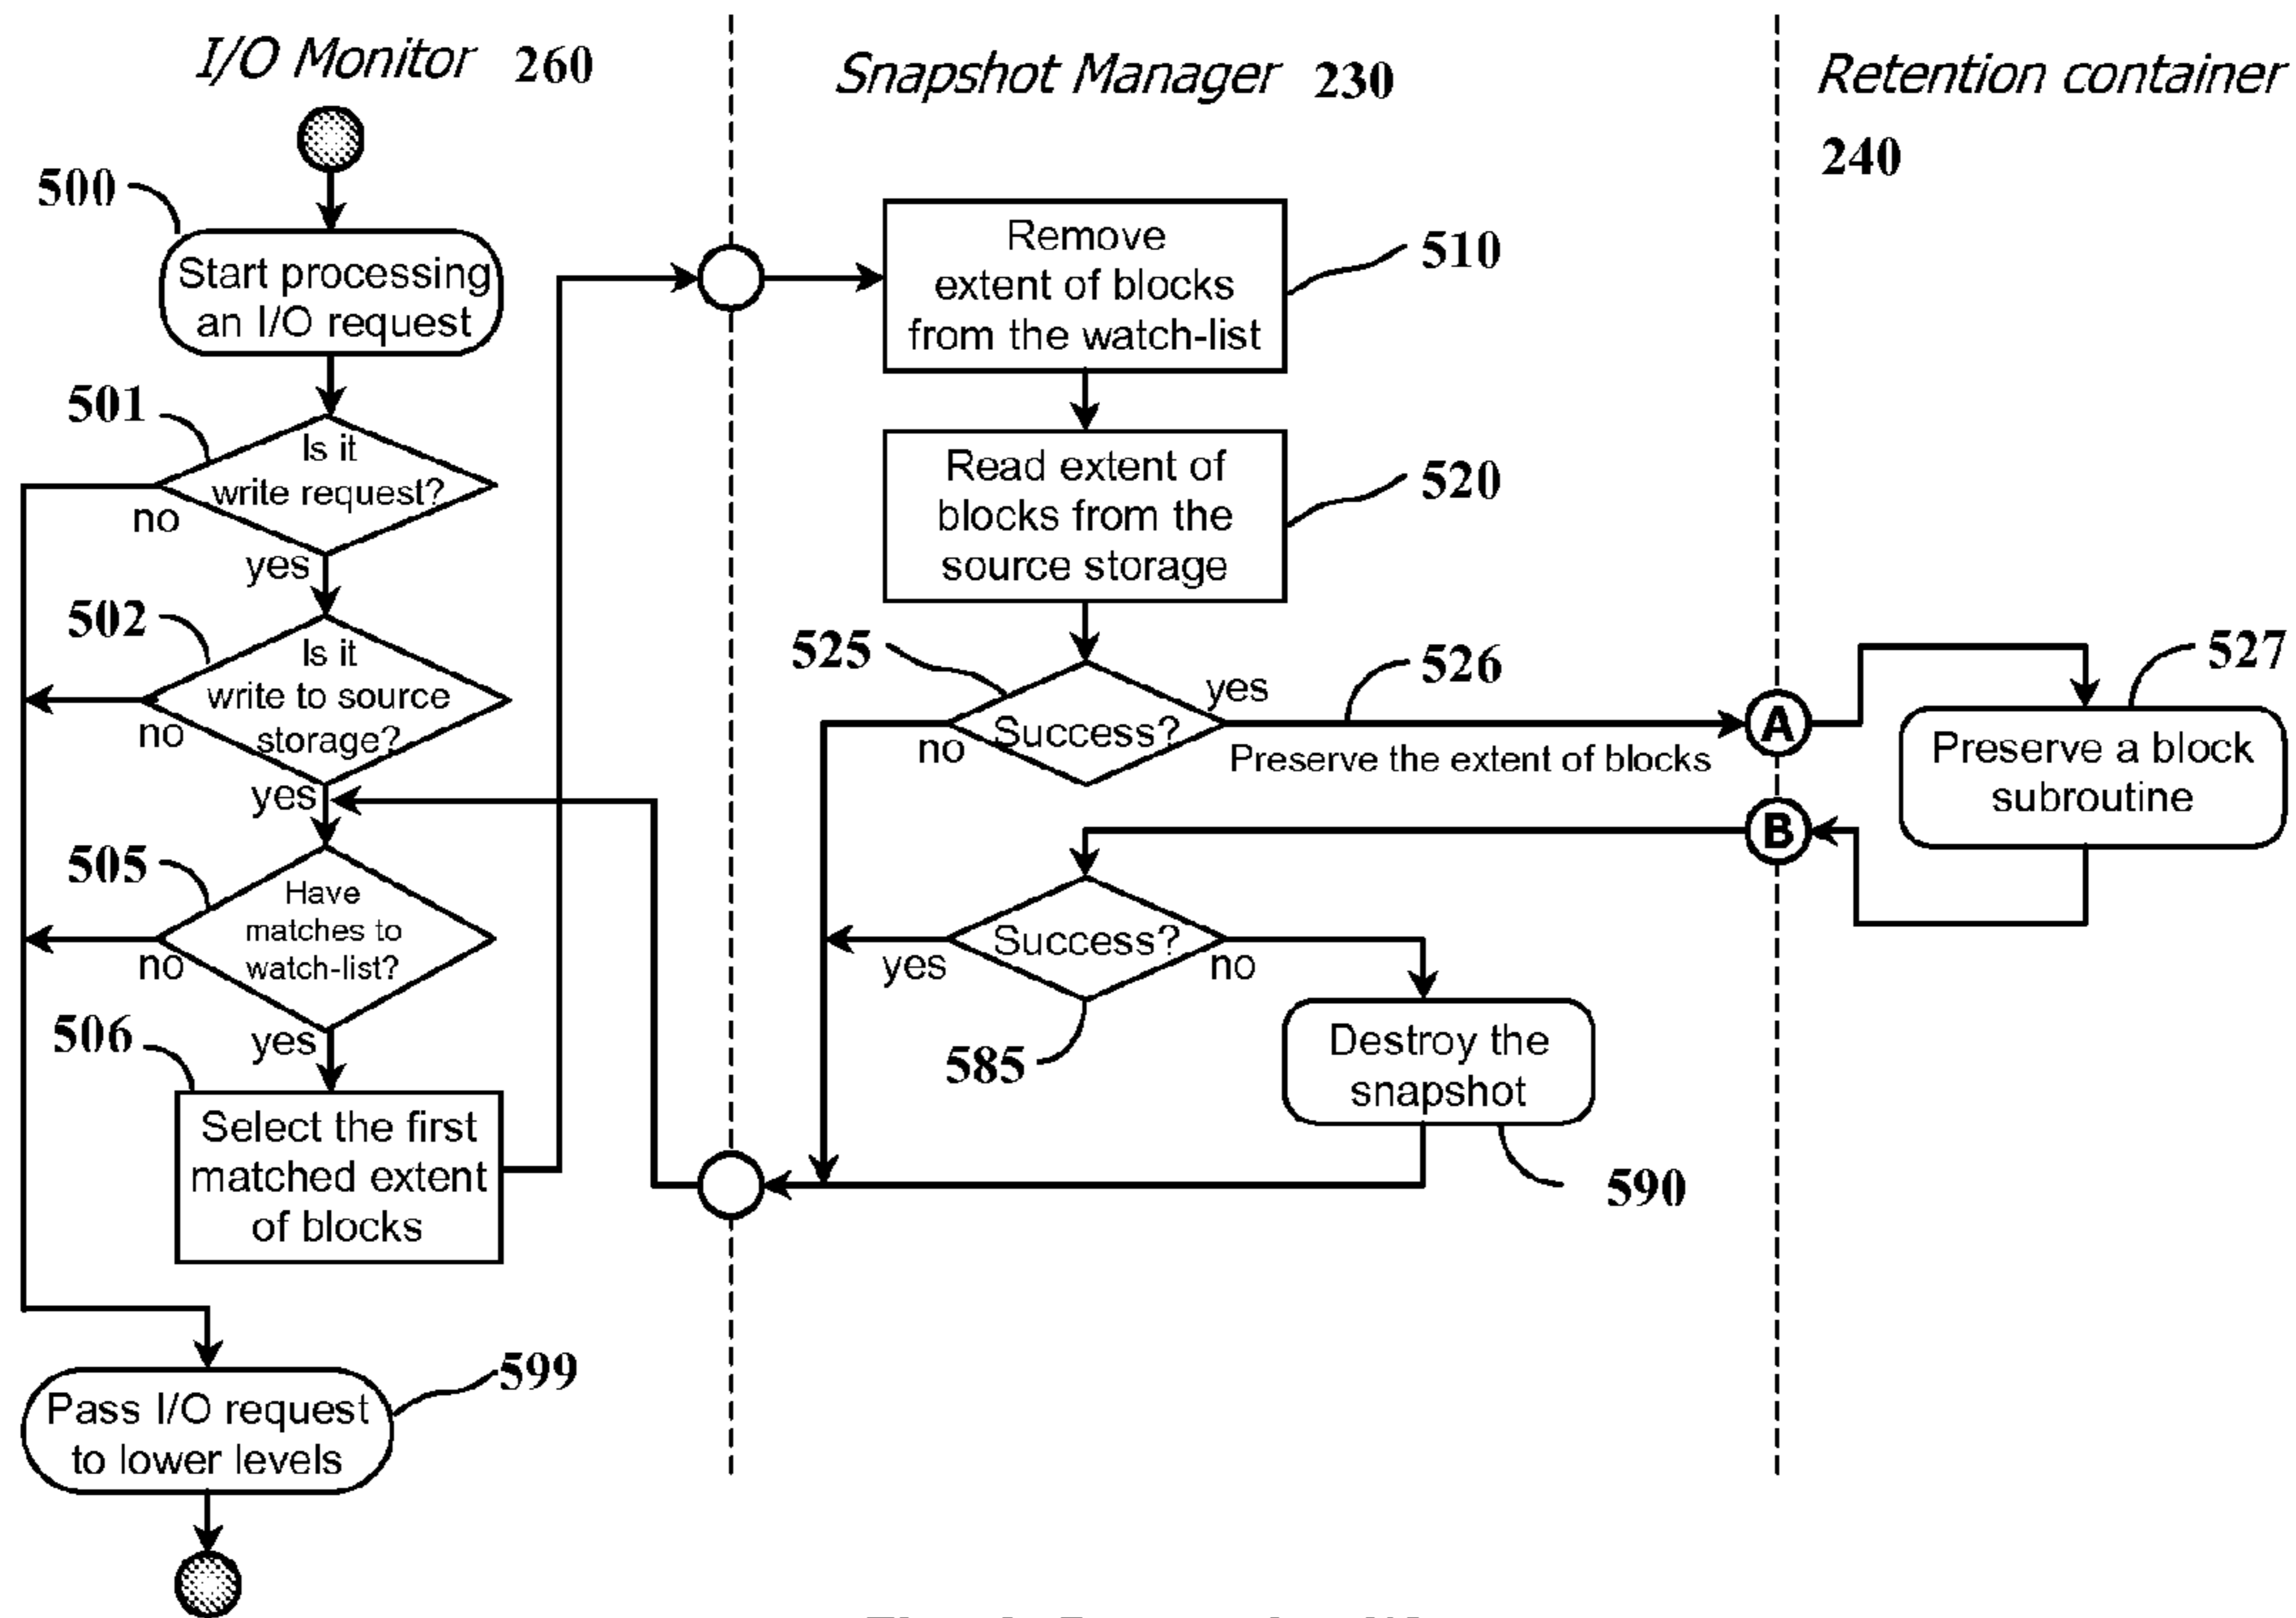 I/O Monitor 260
Snapshot Manager 230
Retention container
240
500
Start processing
an I/O request
501
Is it
write request?
no
yes
502
Is it
write to source
storage?
no
yes
505
Have
matches to
watch-list?
no
yes
506
Select the first
matched extent
of blocks
599
Pass I/O request
to lower levels
Remove
extent of blocks
from the watch-list
510
Read extent of
blocks from the
source storage
520
525
Success?
yes
no
526
Preserve the extent of blocks
A
B
527
Preserve a block
subroutine
Success?
yes
no
585
Destroy the
snapshot
590